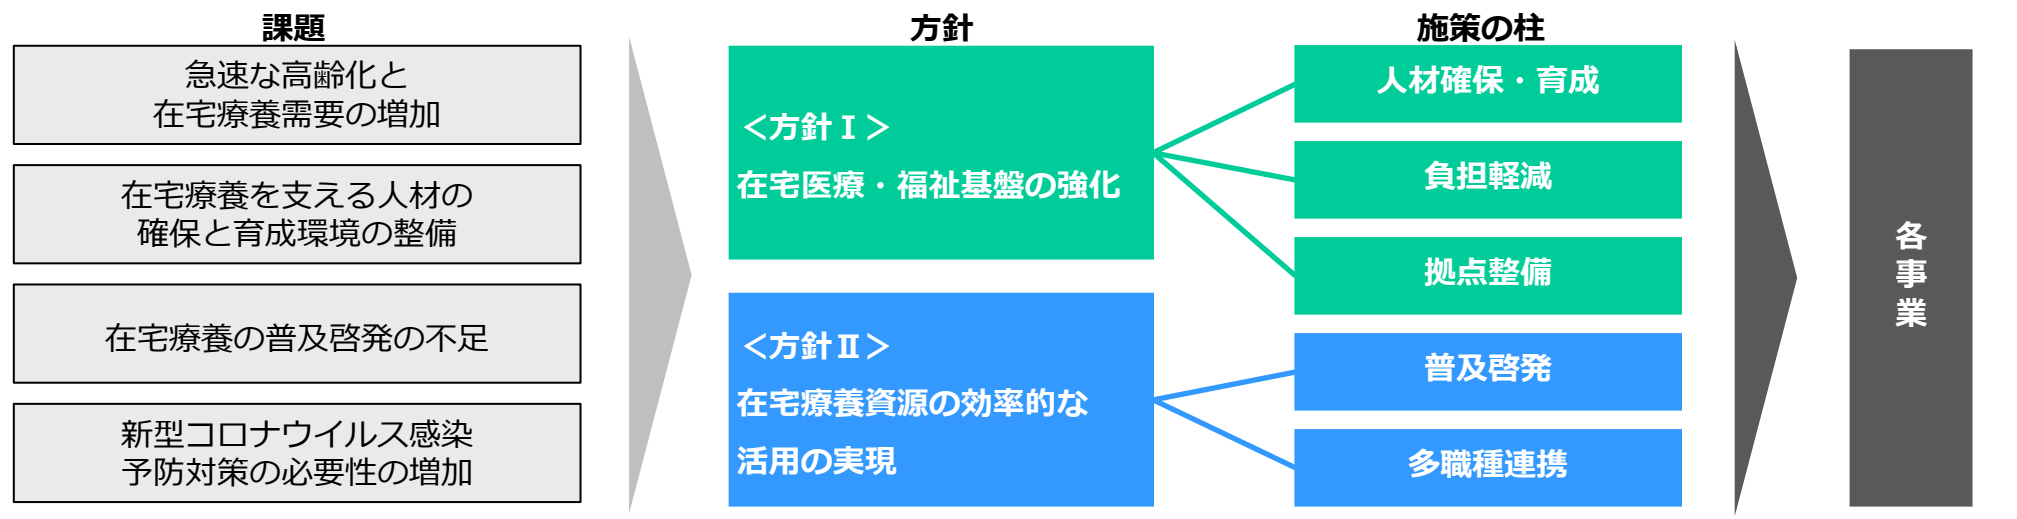 課題
急速な高齢化と
在宅療養需要の増加
在宅療養を支える人材の
確保と育成環境の整備
在宅療養の普及啓発の不足
新型コロナウイルス感染
予防対策の必要性の増加
方針
＜方針Ⅰ＞
在宅医療・福祉基盤の強化
＜方針Ⅱ＞
在宅療養資源の効率的な
活用の実現
施策の柱
人材確保・育成
負担軽減
拠点整備
普及啓発
多職種連携
各事業